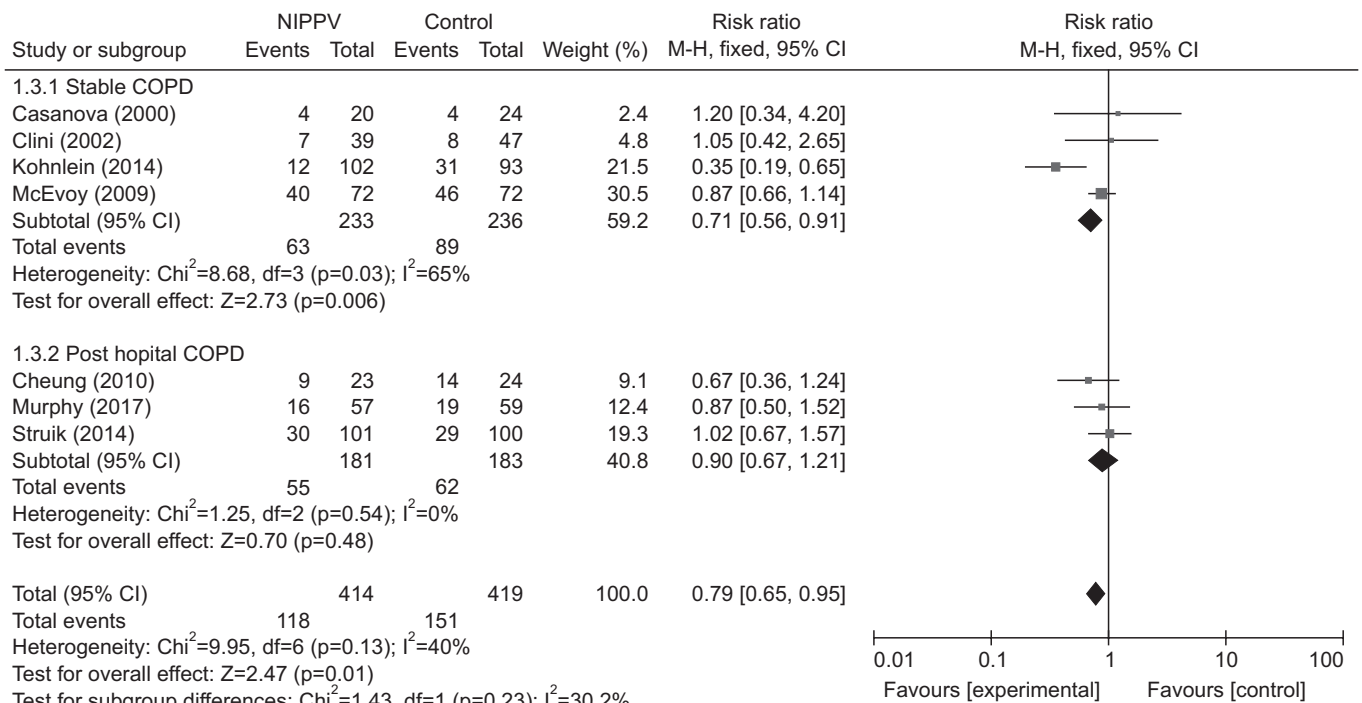 NIPPV Control Risk ratio Risk ratio
Study or subgroup Events Total Events Total Weight (%) M-H, fixed, 95% CI M-H, fixed, 95% CI
1.3.1 Stable COPD
Casanova (2000) 4 20 4 24 2.4 1.20 [0.34, 4.20]
Clini (2002) 7 39 8 47 4.8 1.05 [0.42, 2.65]
Kohnlein (2014) 12 102 31 93 21.5 0.35 [0.19, 0.65]
McEvoy (2009) 40 72 46 72 30.5 0.87 [0.66, 1.14]
Subtotal (95% CI) 233 236 59.2 0.71 [0.56, 0.91]
Total events 63 89
Heterogeneity: Chi²=8.68, df=3 (p=0.03); I²=65%
Test for overall effect: Z=2.73 (p=0.006)
1.3.2 Post hopital COPD
Cheung (2010) 9 23 14 24 9.1 0.67 [0.36, 1.24]
Murphy (2017) 16 57 19 59 12.4 0.87 [0.50, 1.52]
Struik (2014) 30 101 29 100 19.3 1.02 [0.67, 1.57]
Subtotal (95% CI) 181 183 40.8 0.90 [0.67, 1.21]
Total events 55 62
Heterogeneity: Chi²=1.25, df=2 (p=0.54); I²=0%
Test for overall effect: Z=0.70 (p=0.48)
Total (95% CI) 414 419 100.0 0.79 [0.65, 0.95]
Total events 118 151
Heterogeneity: Chi²=9.95, df=6 (p=0.13); I²=40%
Test for overall effect: Z=2.47 (p=0.01)
Test for subgroup differences: Chi²=1.43, df=1 (p=0.23); I²=30.2%
0.01 0.1 1 10 100
Favours [experimental] Favours [control]